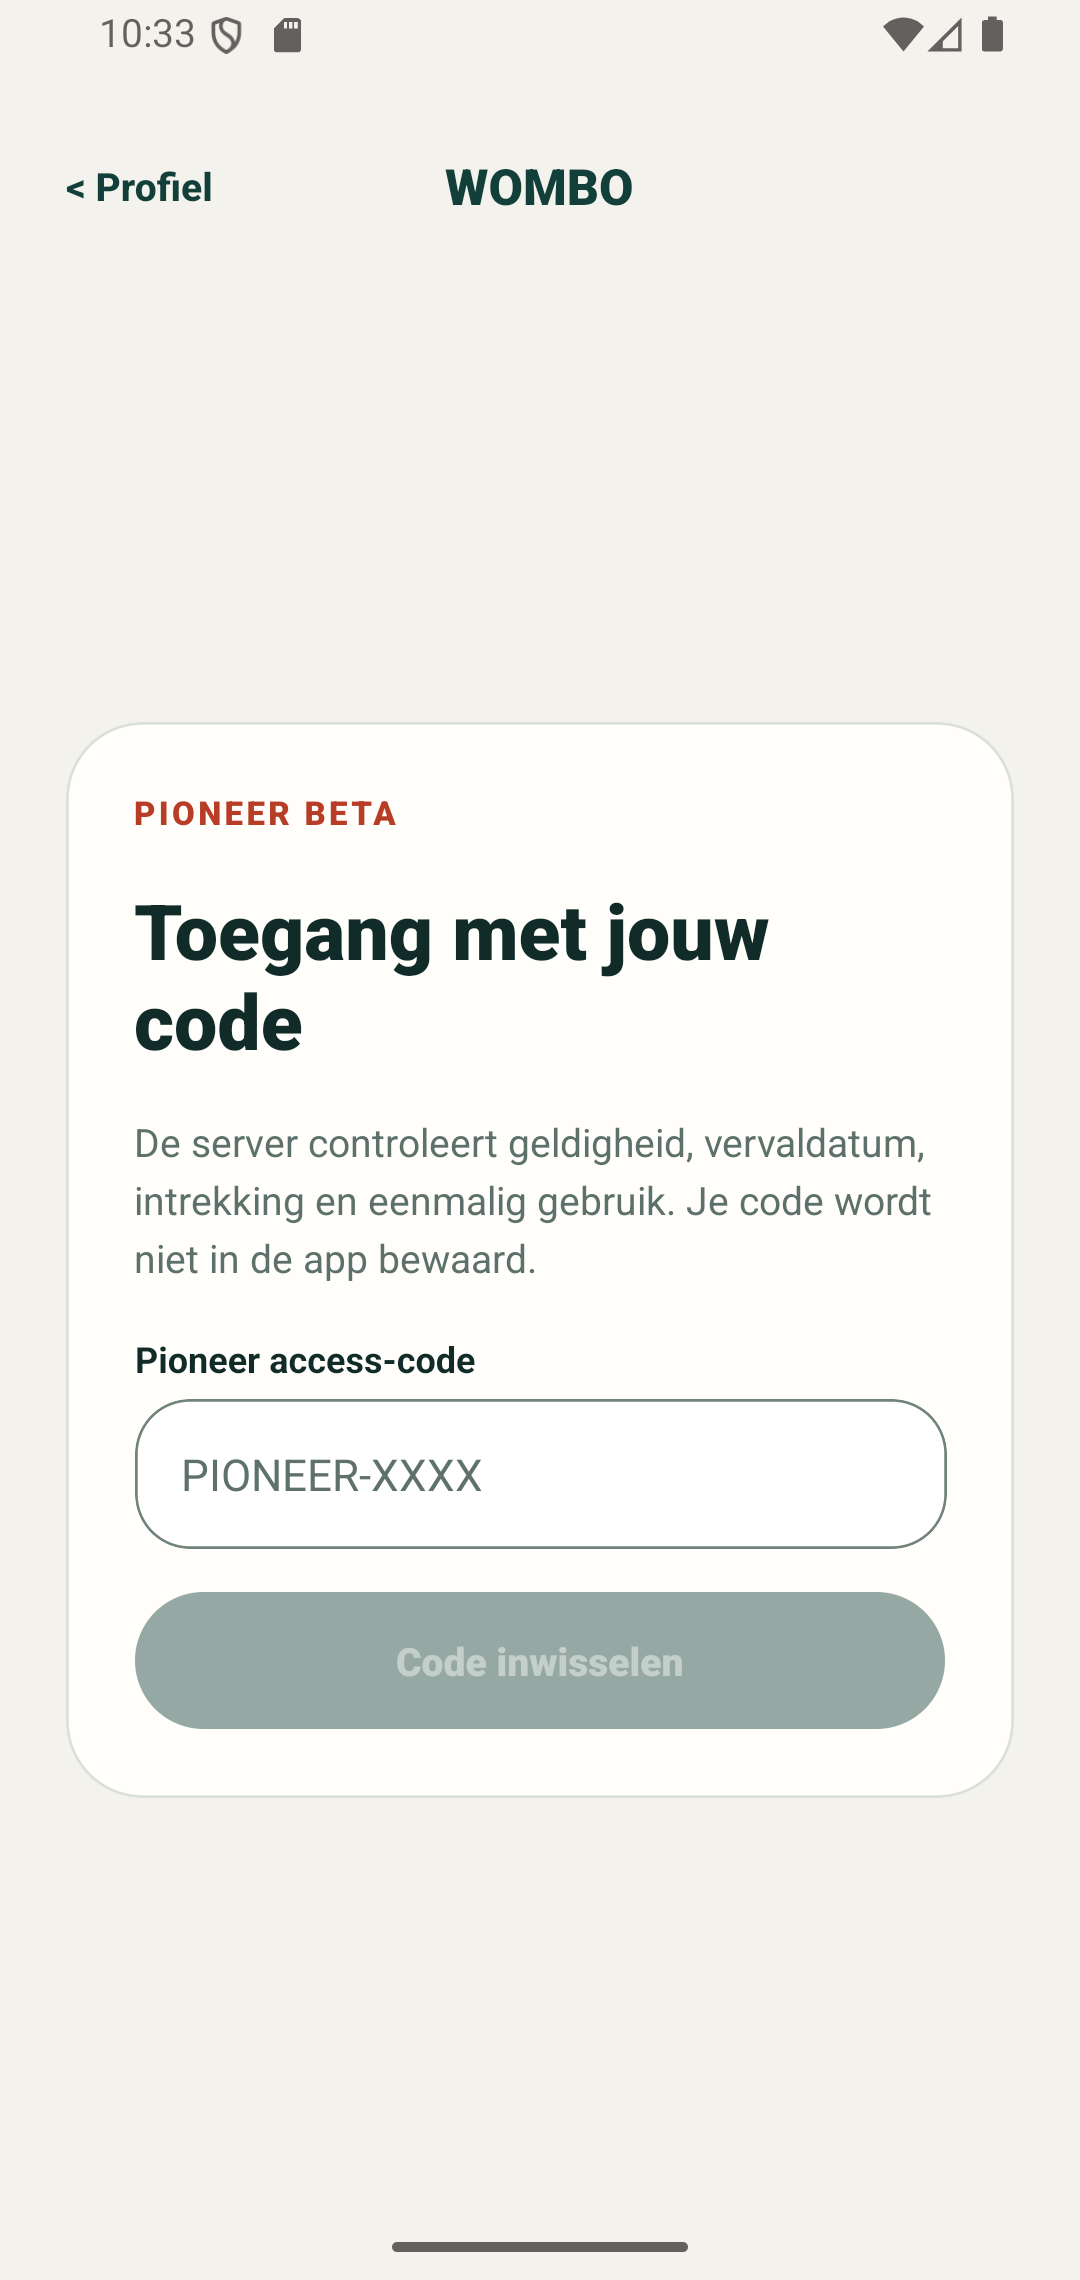 10:33
< Profiel
WOMBO
PIONEER BETA
Toegang met jouw
code
De server controleert geldigheid, vervaldatum,
intrekking en eenmalig gebruik. Je code wordt
niet in de app bewaard.
Pioneer access-code
PIONEER-XXXX
Code inwisselen